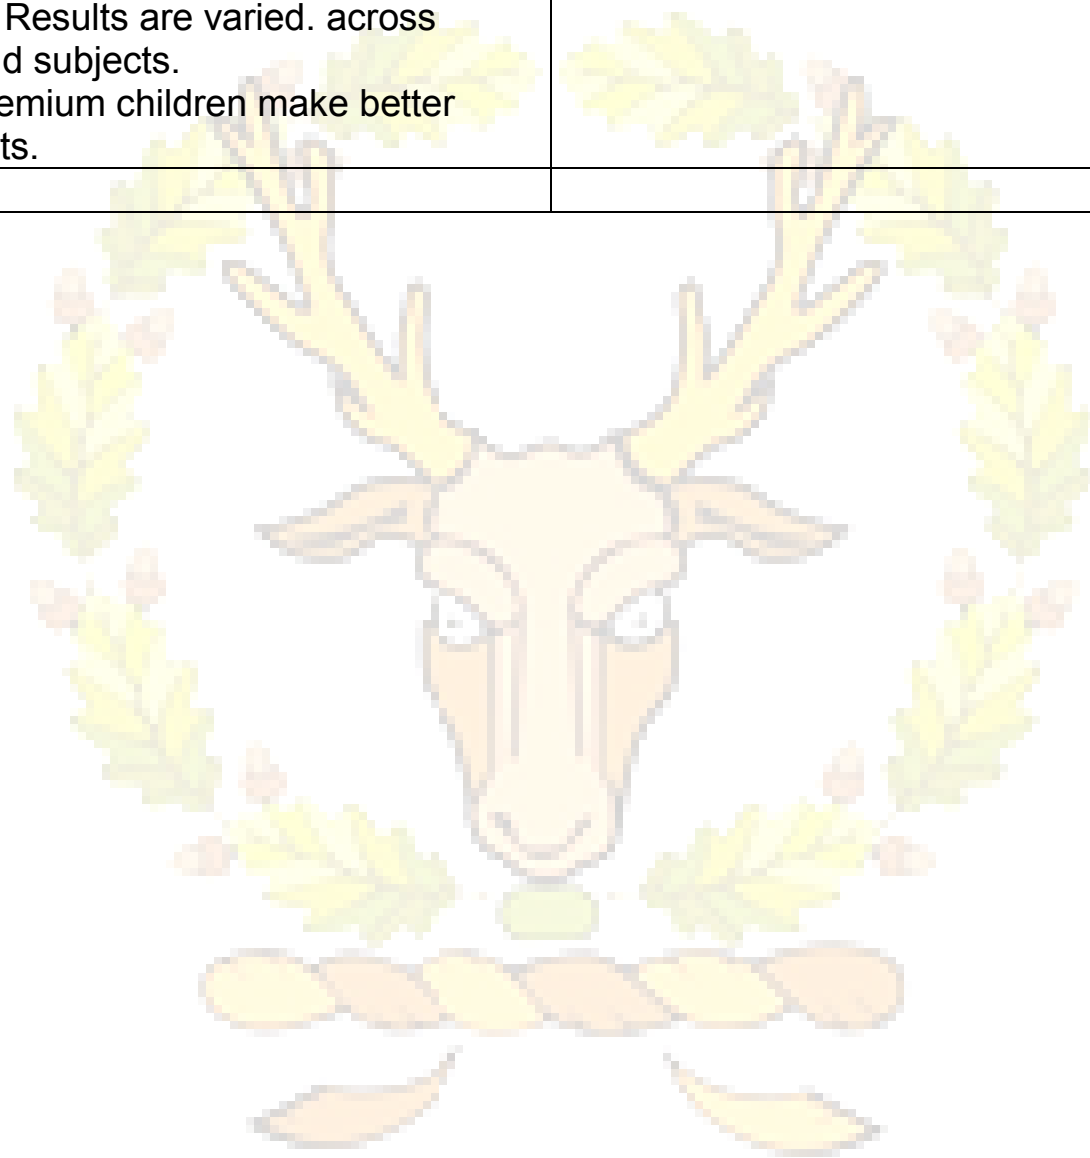 Results are varied. across
d subjects.
emium children make better
ts.